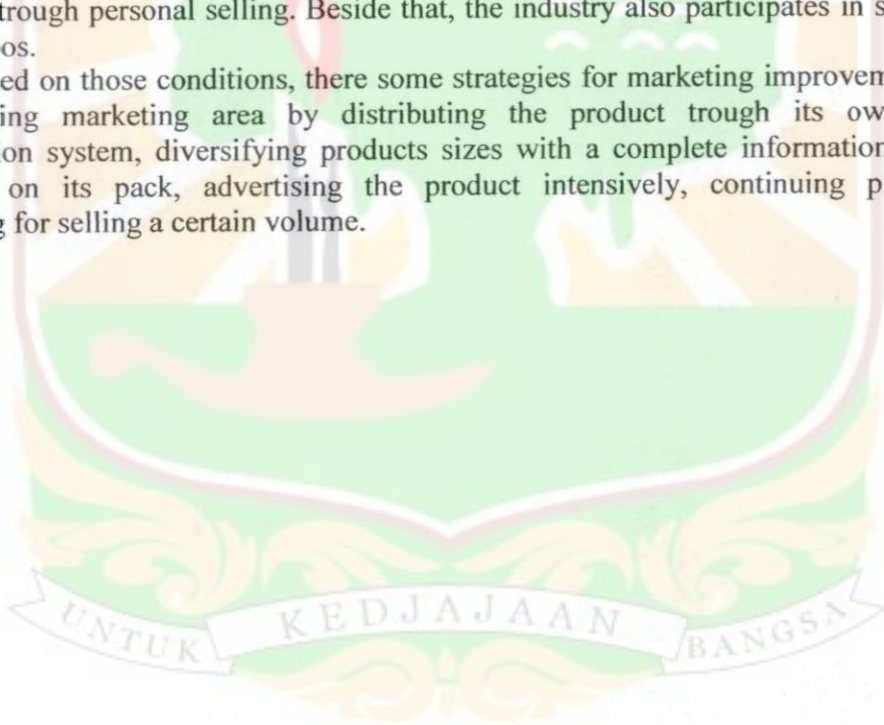 trough personal selling. Beside that, the industry also participates in s
os.
ed on those conditions, there some strategies for marketing improvem
ing marketing area by distributing the product trough its ow
on system, diversifying products sizes with a complete information
on its pack, advertising the product intensively, continuing p
g for selling a certain volume.
UNTUK KEDJAJAAN BANGSA